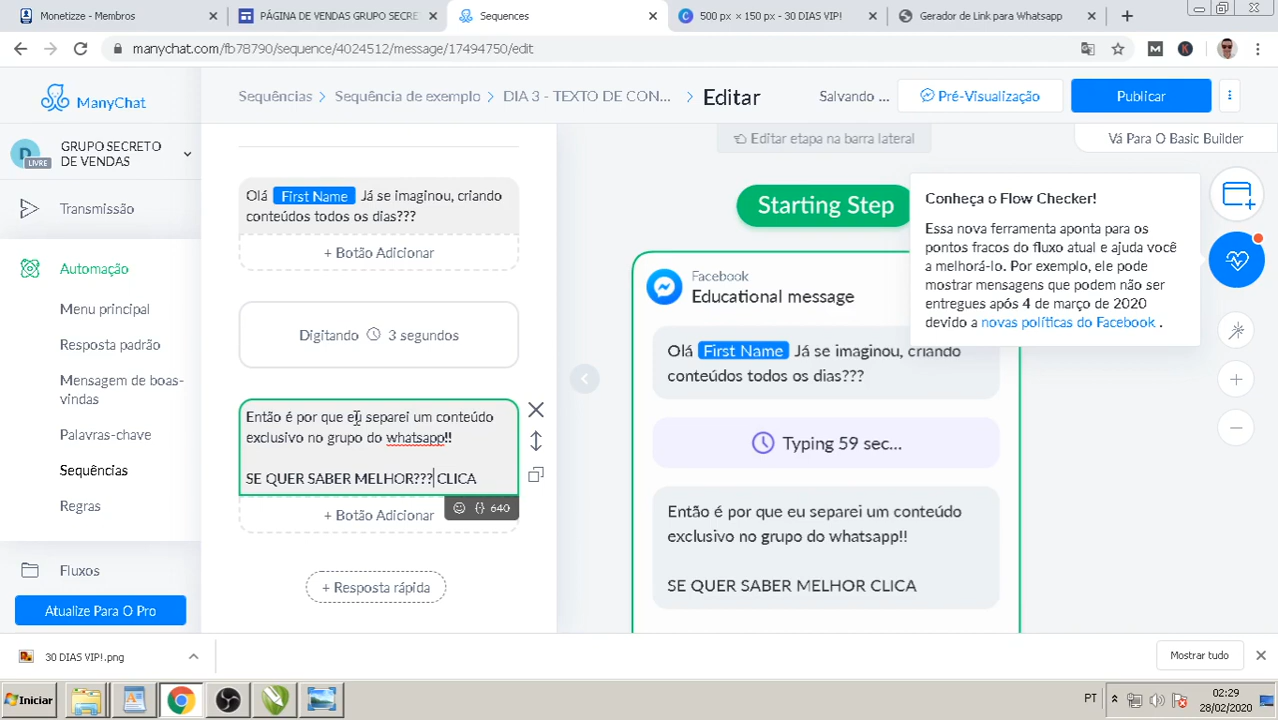 Monetizze - Membros
PÁGINA DE VENDAS GRUPO SECRE
Sequences
500 px × 150 px - 30 DIAS VIP!
Gerador de Link para Whatsapp
manychat.com/fb78790/sequence/4024512/message/17494750/edit
ManyChat
Sequências > Sequência de exemplo > DIA 3 - TEXTO DE CON... > Editar
Salvando ...
Pré-Visualização
Publicar
D
LIVRE
GRUPO SECRETO
DE VENDAS
Transmissão
Automação
Menu principal
Resposta padrão
Mensagem de boas-
vindas
Palavras-chave
Sequências
Regras
Fluxos
Atualize Para O Pro
Olá First Name Já se imaginou, criando
conteúdos todos os dias???
+ Botão Adicionar
Digitando 3 segundos
Então é por que eu separei um conteúdo
exclusivo no grupo do whatsapp!!
SE QUER SABER MELHOR??? CLICA
{} 640
+ Botão Adicionar
+ Resposta rápida
Editar etapa na barra lateral
Vá Para O Basic Builder
Starting Step
Facebook
Educational message
Olá First Name Já se imaginou, criando
conteúdos todos os dias???
Typing 59 sec...
Então é por que eu separei um conteúdo
exclusivo no grupo do whatsapp!!
SE QUER SABER MELHOR CLICA
Conheça o Flow Checker!
Essa nova ferramenta aponta para os
pontos fracos do fluxo atual e ajuda você
a melhorá-lo. Por exemplo, ele pode
mostrar mensagens que podem não ser
entregues após 4 de março de 2020
devido a novas políticas do Facebook .
30 DIAS VIP!.png
Mostrar tudo
Iniciar
PT
02:29
28/02/2020